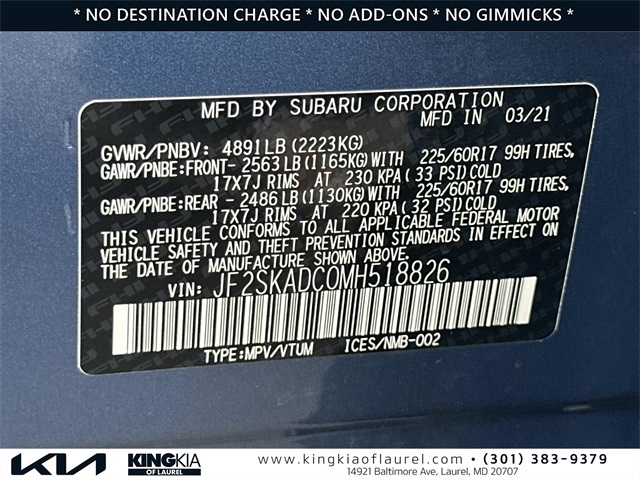 * NO DESTINATION CHARGE * NO ADD-ONS * NO GIMMICKS *
MFD BY SUBARU CORPORATION
MFD IN 03/21
GVWR/PNBV: 4891LB(2223KG)
GAWR/PNBE:FRONT- 2563LB(1165KG)WITH 225/60R17 99H TIRES,
17X7J RIMS AT 230 KPA(33 PSI)COLD
GAWR/PNBE:REAR - 2486LB(1130KG)WITH 225/60R17 99H TIRES,
17X7J RIMS AT 220 KPA(32 PSI)COLD
THIS VEHICLE CONFORMS TO ALL APPLICABLE FEDERAL MOTOR
VEHICLE SAFETY AND THEFT PREVENTION STANDARDS IN EFFECT ON
THE DATE OF MANUFACTURE SHOWN ABOVE.
VIN: JF2SKADC0MH518826
TYPE:MPV/VTUM ICES/NMB-002
KIA KING KIA OF LAUREL
www.kingkiaoflaurel.com - (301) 383-9379
14921 Baltimore Ave, Laurel, MD 20707